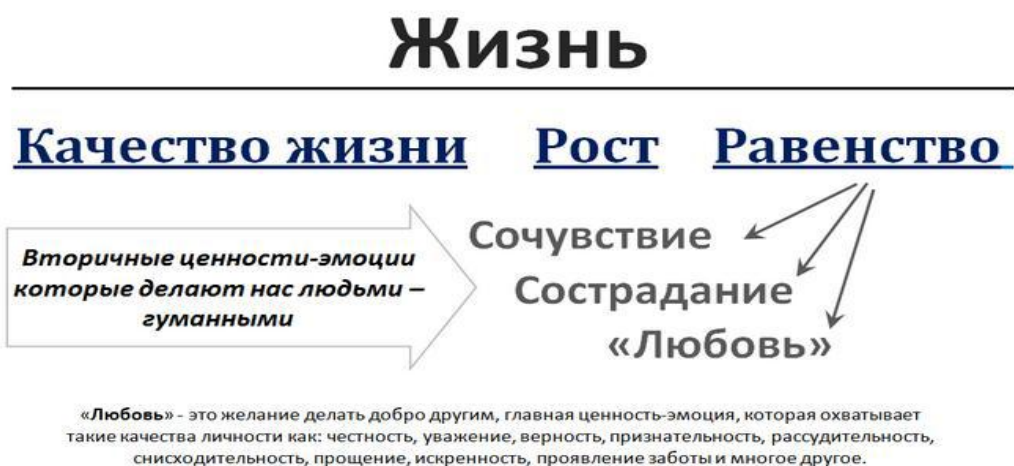 Жизнь
Качество жизни Рост Равенство
Вторичные ценности-эмоции
которые делают нас людьми –
гуманными
Сочувствие
Сострадание
«Любовь»
«Любовь» - это желание делать добро другим, главная ценность-эмоция, которая охватывает
такие качества личности как: честность, уважение, верность, признательность, рассудительность,
снисходительность, прощение, искренность, проявление заботы и многое другое.